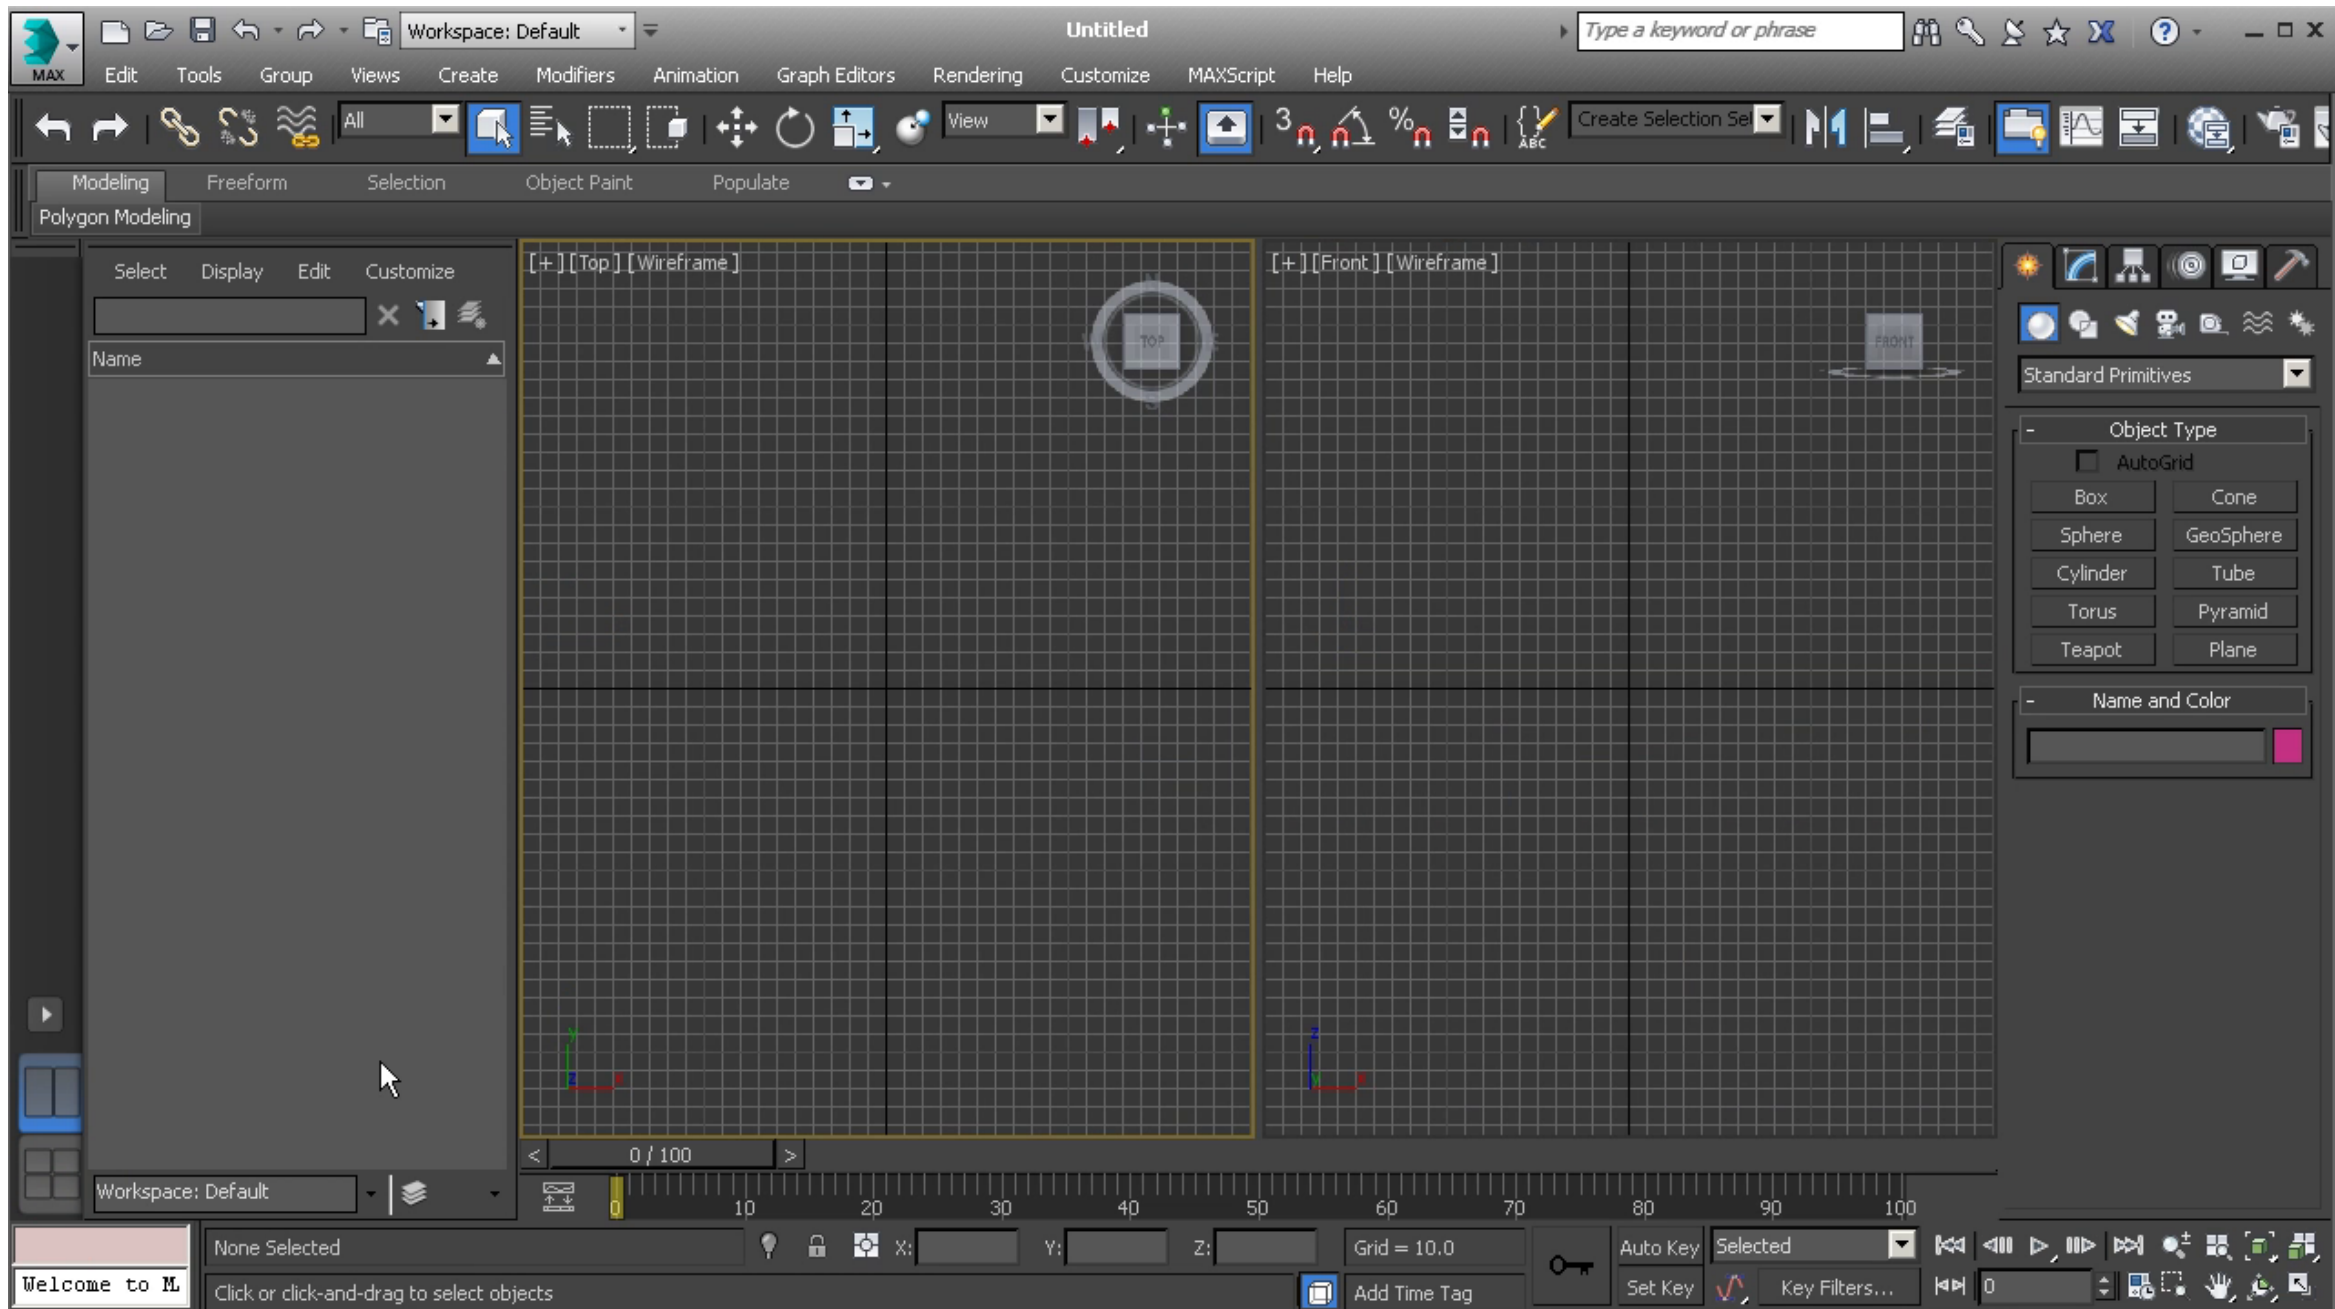 Workspace: Default
Untitled
Type a keyword or phrase
MAX
Edit Tools Group Views Create Modifiers Animation Graph Editors Rendering Customize MAXScript Help
All
View
3
%
ABC
Create Selection Sel
Modeling Freeform Selection Object Paint Populate
Polygon Modeling
Select Display Edit Customize
Name
[+][Top][Wireframe]
TOP
S
y
z x
[+][Front][Wireframe]
FRONT
z
y x
Standard Primitives
- Object Type
AutoGrid
Box Cone
Sphere GeoSphere
Cylinder Tube
Torus Pyramid
Teapot Plane
- Name and Color
< 0 / 100 >
Workspace: Default
0 10 20 30 40 50 60 70 80 90 100
None Selected
X: Y: Z:
Grid = 10.0
Auto Key Selected
Welcome to M
Click or click-and-drag to select objects
Add Time Tag
Set Key Key Filters...
0